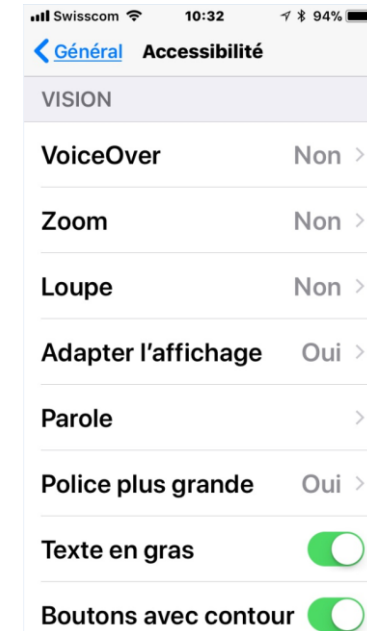 Swisscom 10:32 94%
Général Accessibilité
VISION
VoiceOver Non
Zoom Non
Loupe Non
Adapter l'affichage Oui
Parole
Police plus grande Oui
Texte en gras
Boutons avec contour